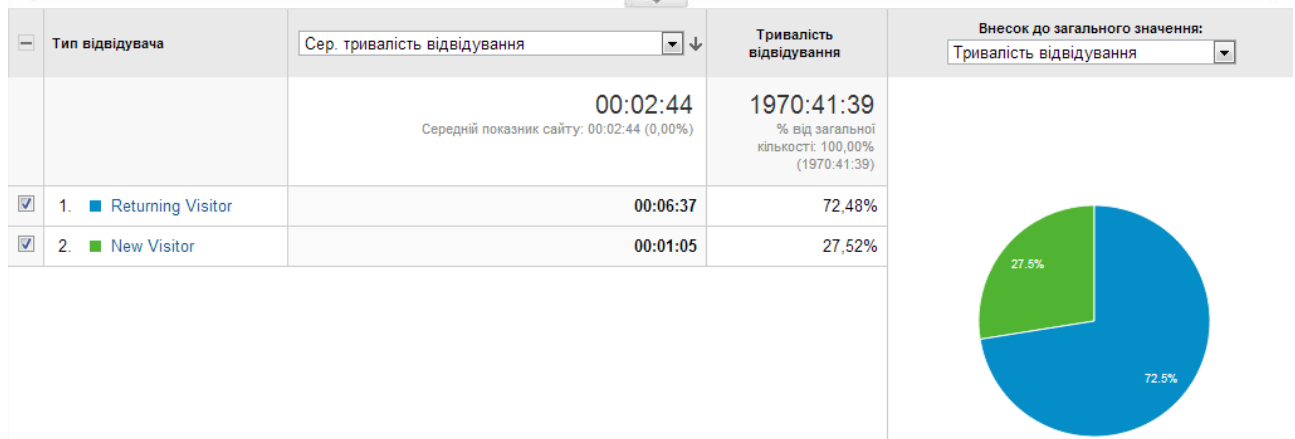 Тип відвідувача
Сер. тривалість відвідування
Тривалість
відвідування
Внесок до загального значення:
Тривалість відвідування
00:02:44
Середній показник сайту: 00:02:44 (0,00%)
1970:41:39
% від загальної
кількості: 100,00%
(1970:41:39)
1. Returning Visitor 00:06:37 72,48%
2. New Visitor 00:01:05 27,52%
27.5%
72.5%